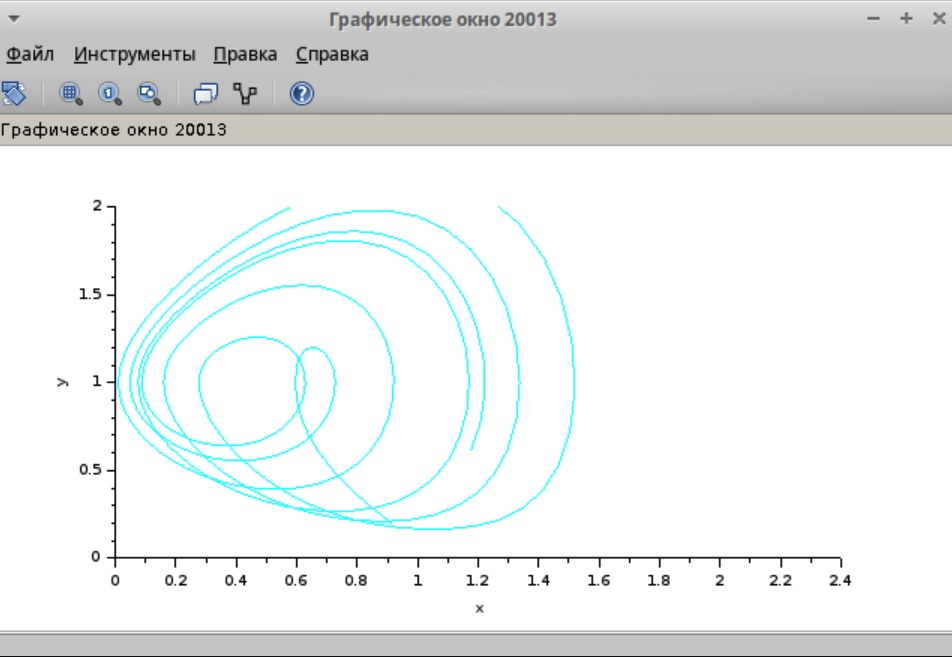 Графическое окно 20013
Файл Инструменты Правка Справка
Графическое окно 20013
2
1.5
1
0.5
0
y
0 0.2 0.4 0.6 0.8 1 1.2 1.4 1.6 1.8 2 2.2 2.4
x